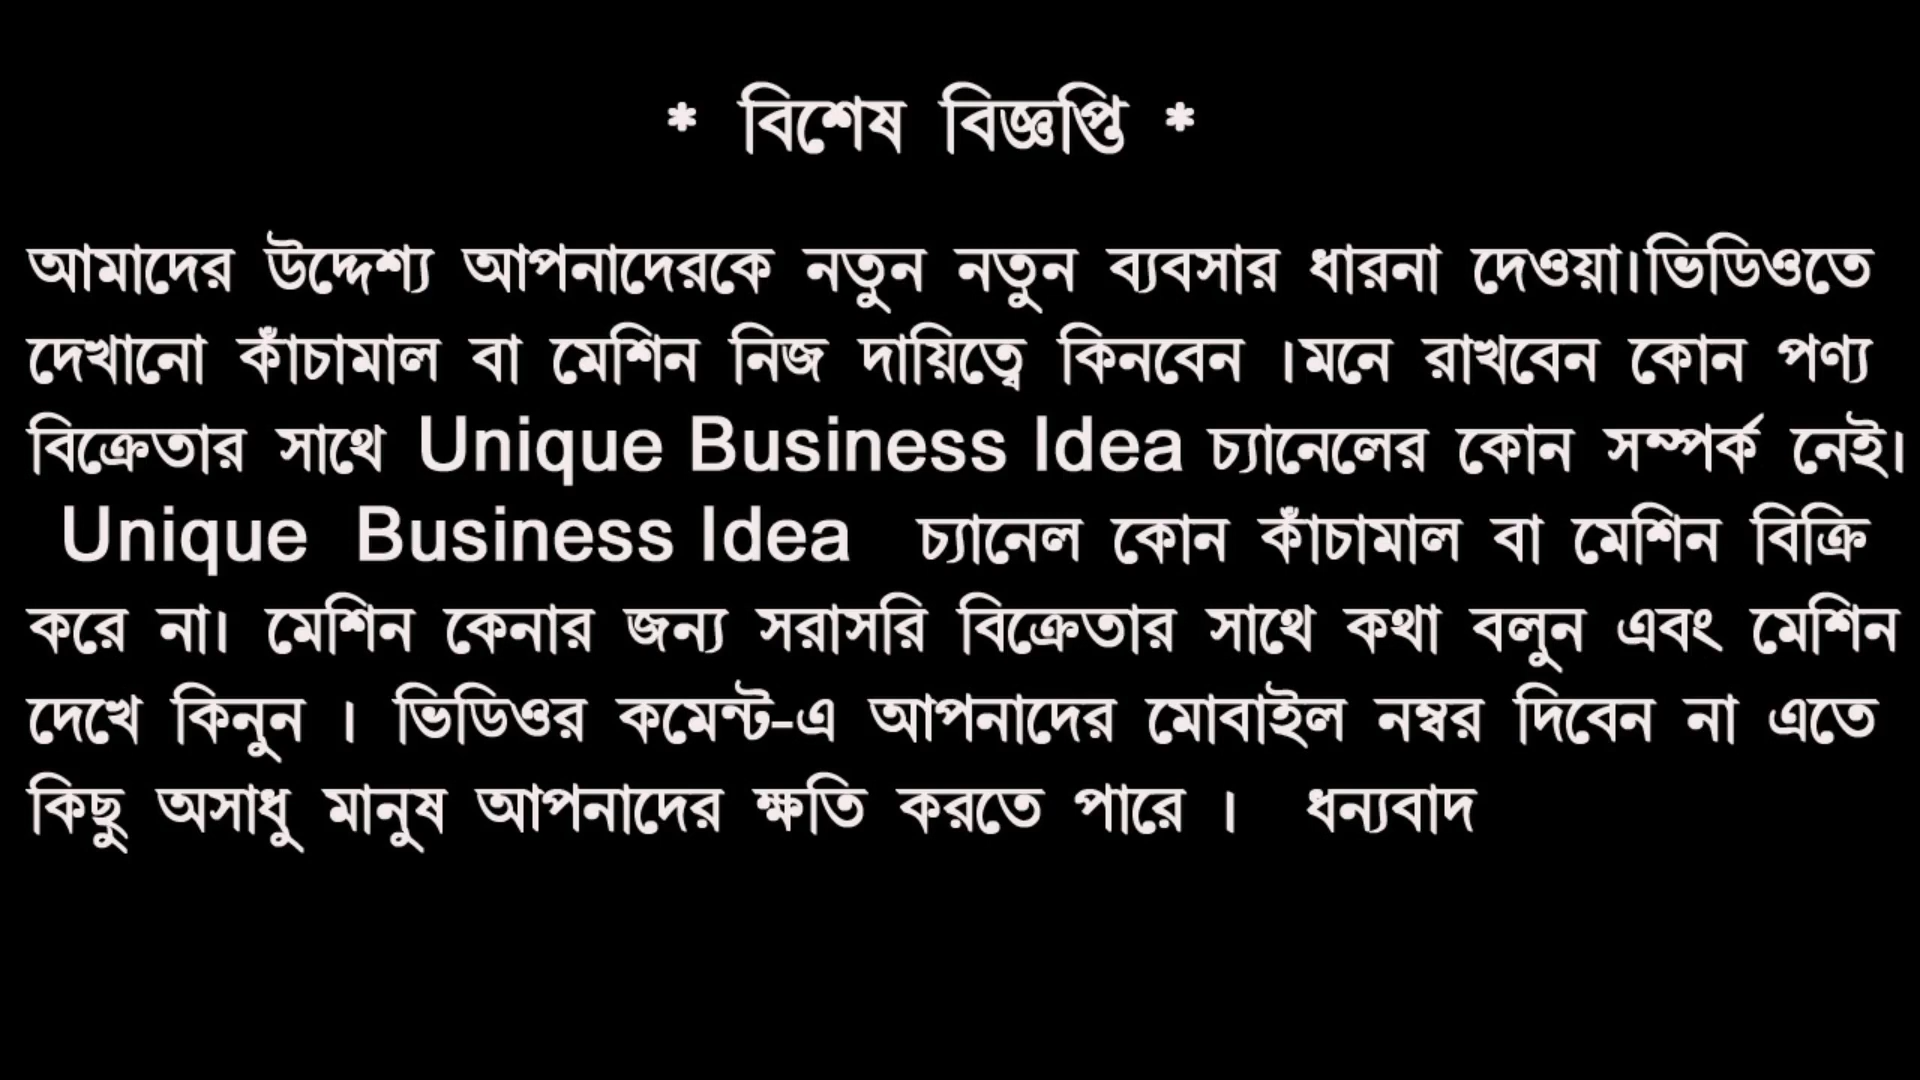 * বিশেষ বিজ্ঞপ্তি *
আমাদের উদ্দেশ্য আপনাদেরকে নতুন নতুন ব্যবসার ধারনা দেওয়া।ভিডিওতে
দেখানো কাঁচামাল বা মেশিন নিজ দায়িত্বে কিনবেন ।মনে রাখবেন কোন পণ্য
বিক্রেতার সাথে Unique Business Idea চ্যানেলের কোন সম্পর্ক নেই।
Unique Business Idea চ্যানেল কোন কাঁচামাল বা মেশিন বিক্রি
করে না। মেশিন কেনার জন্য সরাসরি বিক্রেতার সাথে কথা বলুন এবং মেশিন
দেখে কিনুন । ভিডিওর কমেন্ট-এ আপনাদের মোবাইল নম্বর দিবেন না এতে
কিছু অসাধু মানুষ আপনাদের ক্ষতি করতে পারে । ধন্যবাদ